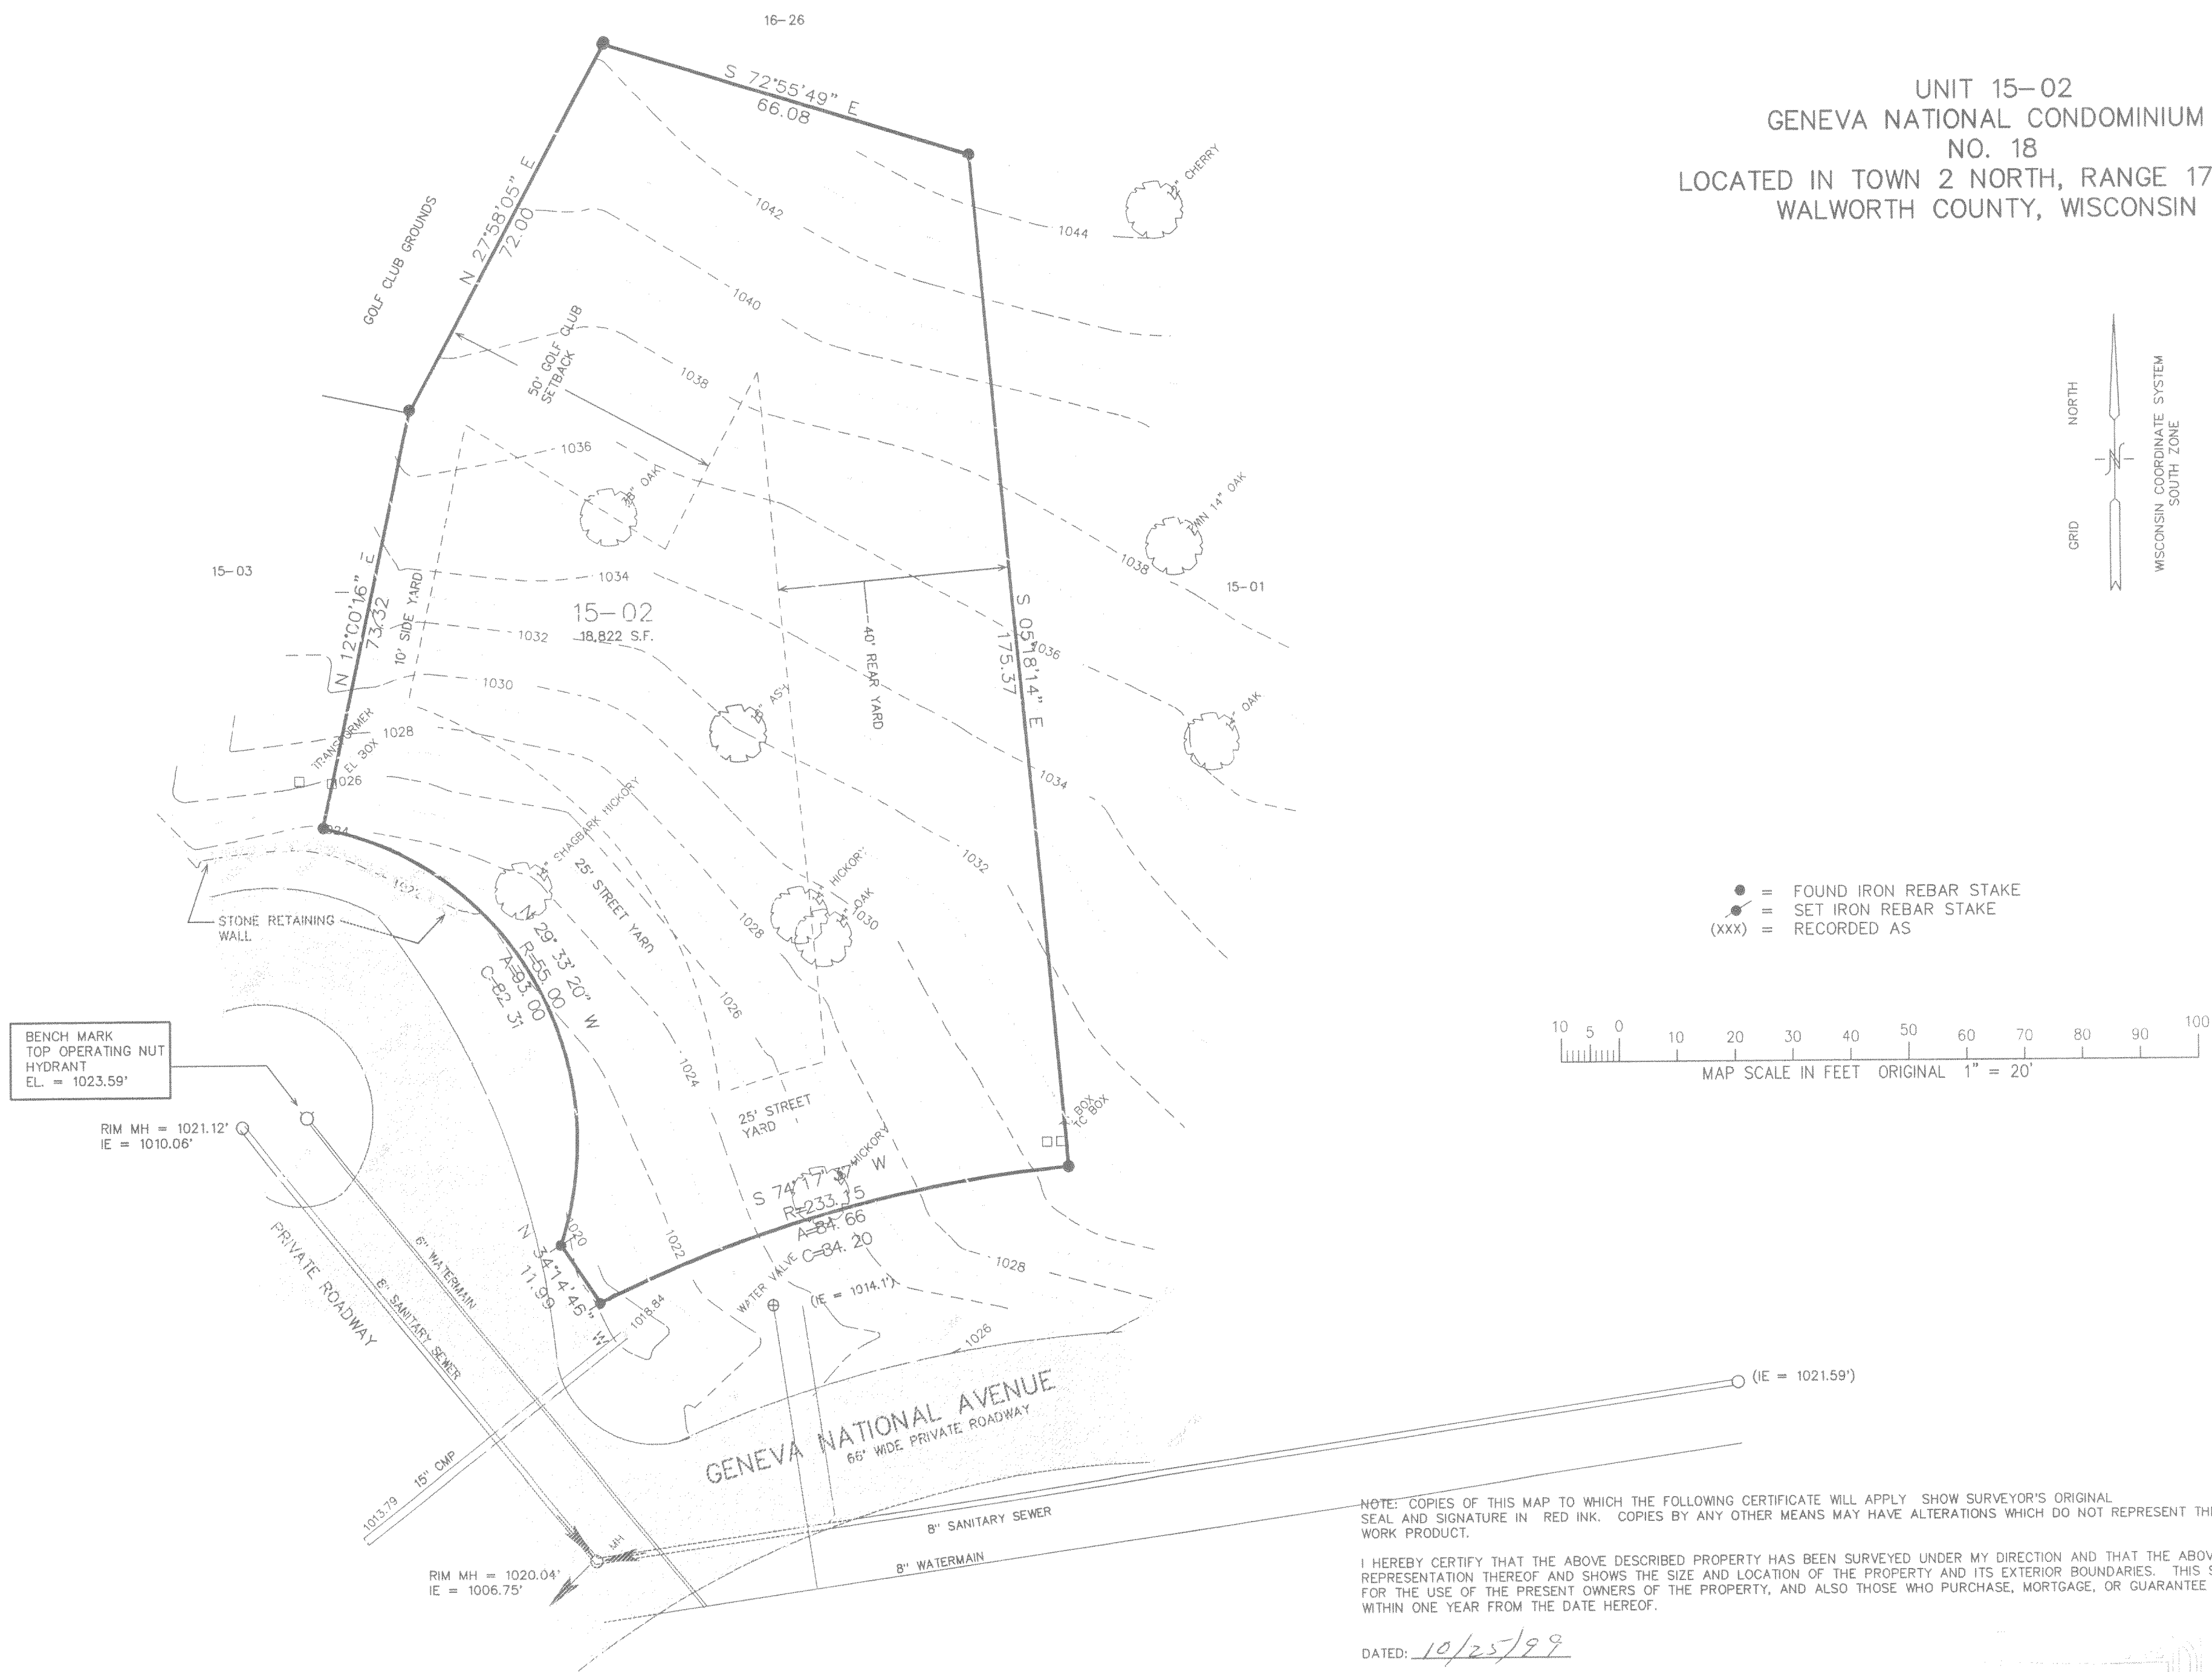 16-26
UNIT 15-02
GENEVA NATIONAL CONDOMINIUM
NO. 18
LOCATED IN TOWN 2 NORTH, RANGE 17
WALWORTH COUNTY, WISCONSIN
S 72°55'49" E
66.08
12" CHERRY
1042
1044
N 27°58'05" E
72.00
GOLF CLUB GROUNDS
1040
50' GOLF CLUB
SETBACK
1038
NORTH
GRID
WISCONSIN COORDINATE SYSTEM
SOUTH ZONE
1036
OAK
14" OAK
1038
15-03
1034
15-01
N 12°00'16" E
73.32
10' SIDE YARD
15-02
18,822 S.F.
1032
40' REAR YARD
S 05°18'14" E
175.37
1036
1030
14" OAK
TRANSFORMER
1028
1026
1034
SHAGBARK HICKORY
25' STREET YARD
HICKORY
OAK
1030
1032
1028
STONE RETAINING
WALL
N 29°33'20" W
R=55.00
A=93.00
C=82.31
● = FOUND IRON REBAR STAKE
= SET IRON REBAR STAKE
(XXX) = RECORDED AS
10 5 0 10 20 30 40 50 60 70 80 90 100
MAP SCALE IN FEET ORIGINAL 1" = 20'
BENCH MARK
TOP OPERATING NUT
HYDRANT
EL. = 1023.59'
RIM MH = 1021.12'
IE = 1010.06'
1026
1024
25' STREET
YARD
BOX
TC BOX
HICKORY
S 74°17'37" W
R=233.15
A=84.66
C=84.20
1020
1022
N 34°14'46" W
11.99
PRIVATE ROADWAY
6" WATERMAIN
8" SANITARY SEWER
1018.84
WATER VALVE
(IE = 1014.1')
1028
1026
GENEVA NATIONAL AVENUE
66' WIDE PRIVATE ROADWAY
(IE = 1021.59')
15" CMP
1013.79
MH
8" SANITARY SEWER
8" WATERMAIN
RIM MH = 1020.04'
IE = 1006.75'
NOTE: COPIES OF THIS MAP TO WHICH THE FOLLOWING CERTIFICATE WILL APPLY SHOW SURVEYOR'S ORIGINAL
SEAL AND SIGNATURE IN RED INK. COPIES BY ANY OTHER MEANS MAY HAVE ALTERATIONS WHICH DO NOT REPRESENT
WORK PRODUCT.
I HEREBY CERTIFY THAT THE ABOVE DESCRIBED PROPERTY HAS BEEN SURVEYED UNDER MY DIRECTION AND THAT THE
REPRESENTATION THEREOF AND SHOWS THE SIZE AND LOCATION OF THE PROPERTY AND ITS EXTERIOR BOUNDARIES. THIS
FOR THE USE OF THE PRESENT OWNERS OF THE PROPERTY, AND ALSO THOSE WHO PURCHASE, MORTGAGE, OR GUARANTEE
WITHIN ONE YEAR FROM THE DATE HEREOF.
DATED: 10/25/99